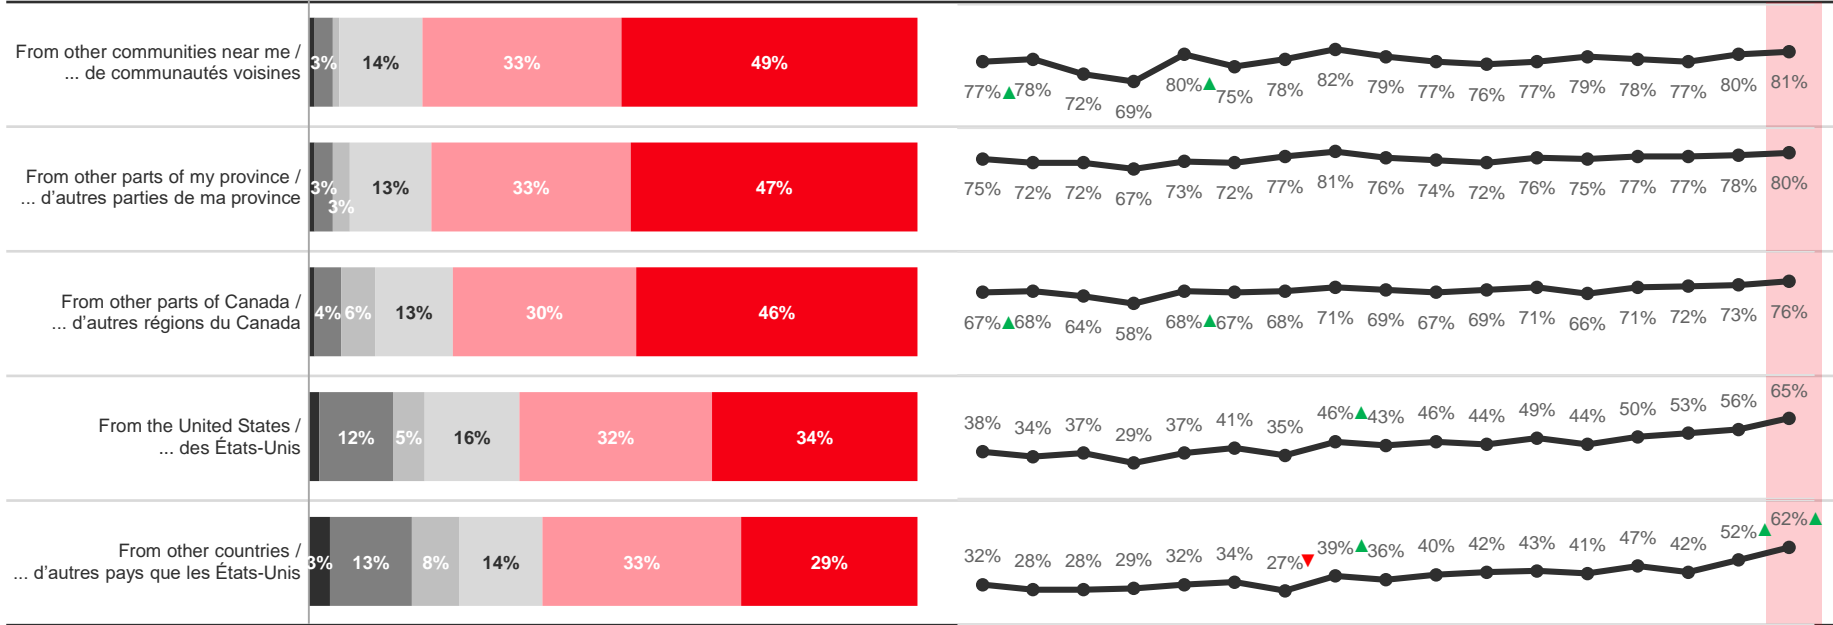 From other communities near me /
... de communautés voisines
3% 14% 33% 49%
77% ▲ 78% 72% 69% 80% ▲ 75% 78% 82% 79% 77% 76% 77% 79% 78% 77% 80% 81%
From other parts of my province /
... d’autres parties de ma province
3% 3% 13% 33% 47%
75% 72% 72% 67% 73% 72% 77% 81% 76% 74% 72% 76% 75% 77% 77% 78% 80%
From other parts of Canada /
... d’autres régions du Canada
4% 6% 13% 30% 46%
67% ▲ 68% 64% 58% 68% ▲ 67% 68% 71% 69% 67% 69% 71% 66% 71% 72% 73% 76%
From the United States /
... des États-Unis
12% 5% 16% 32% 34%
38% 34% 37% 29% 37% 41% 35% 46% ▲ 43% 46% 44% 49% 44% 50% 53% 56% 65%
From other countries /
... d’autres pays que les États-Unis
3% 13% 8% 14% 33% 29%
32% 28% 28% 29% 32% 34% 27% ▼ 39% ▲ 36% 40% 42% 43% 41% 47% 42% 52% ▲ 62% ▲